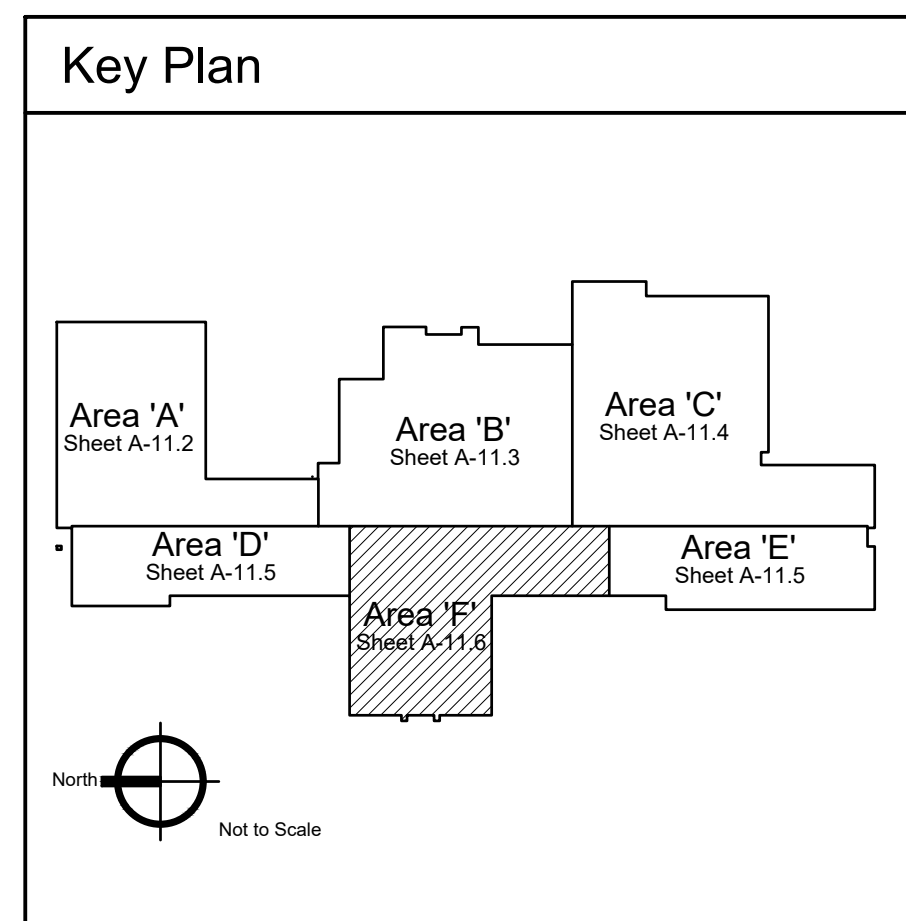 Key Plan
Area 'A'
Sheet A-11.2
Area 'B'
Sheet A-11.3
Area 'C'
Sheet A-11.4
Area 'D'
Sheet A-11.5
Area 'E'
Sheet A-11.5
Area 'F'
Sheet A-11.6
North
Not to Scale